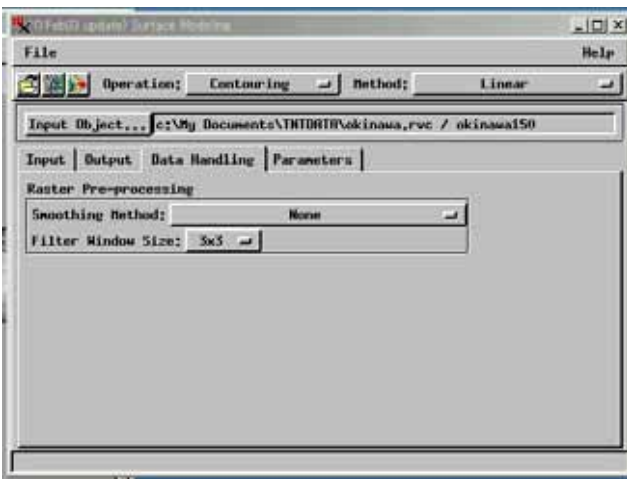 Surface Modeling
File Help
Operation: Contouring Method: Linear
Input Object... c:\My Documents\TNTDATA\okinawa.rvc / okinawa150
Input Output Data Handling Parameters
Raster Pre-processing
Smoothing Method: None
Filter Window Size: 3x3